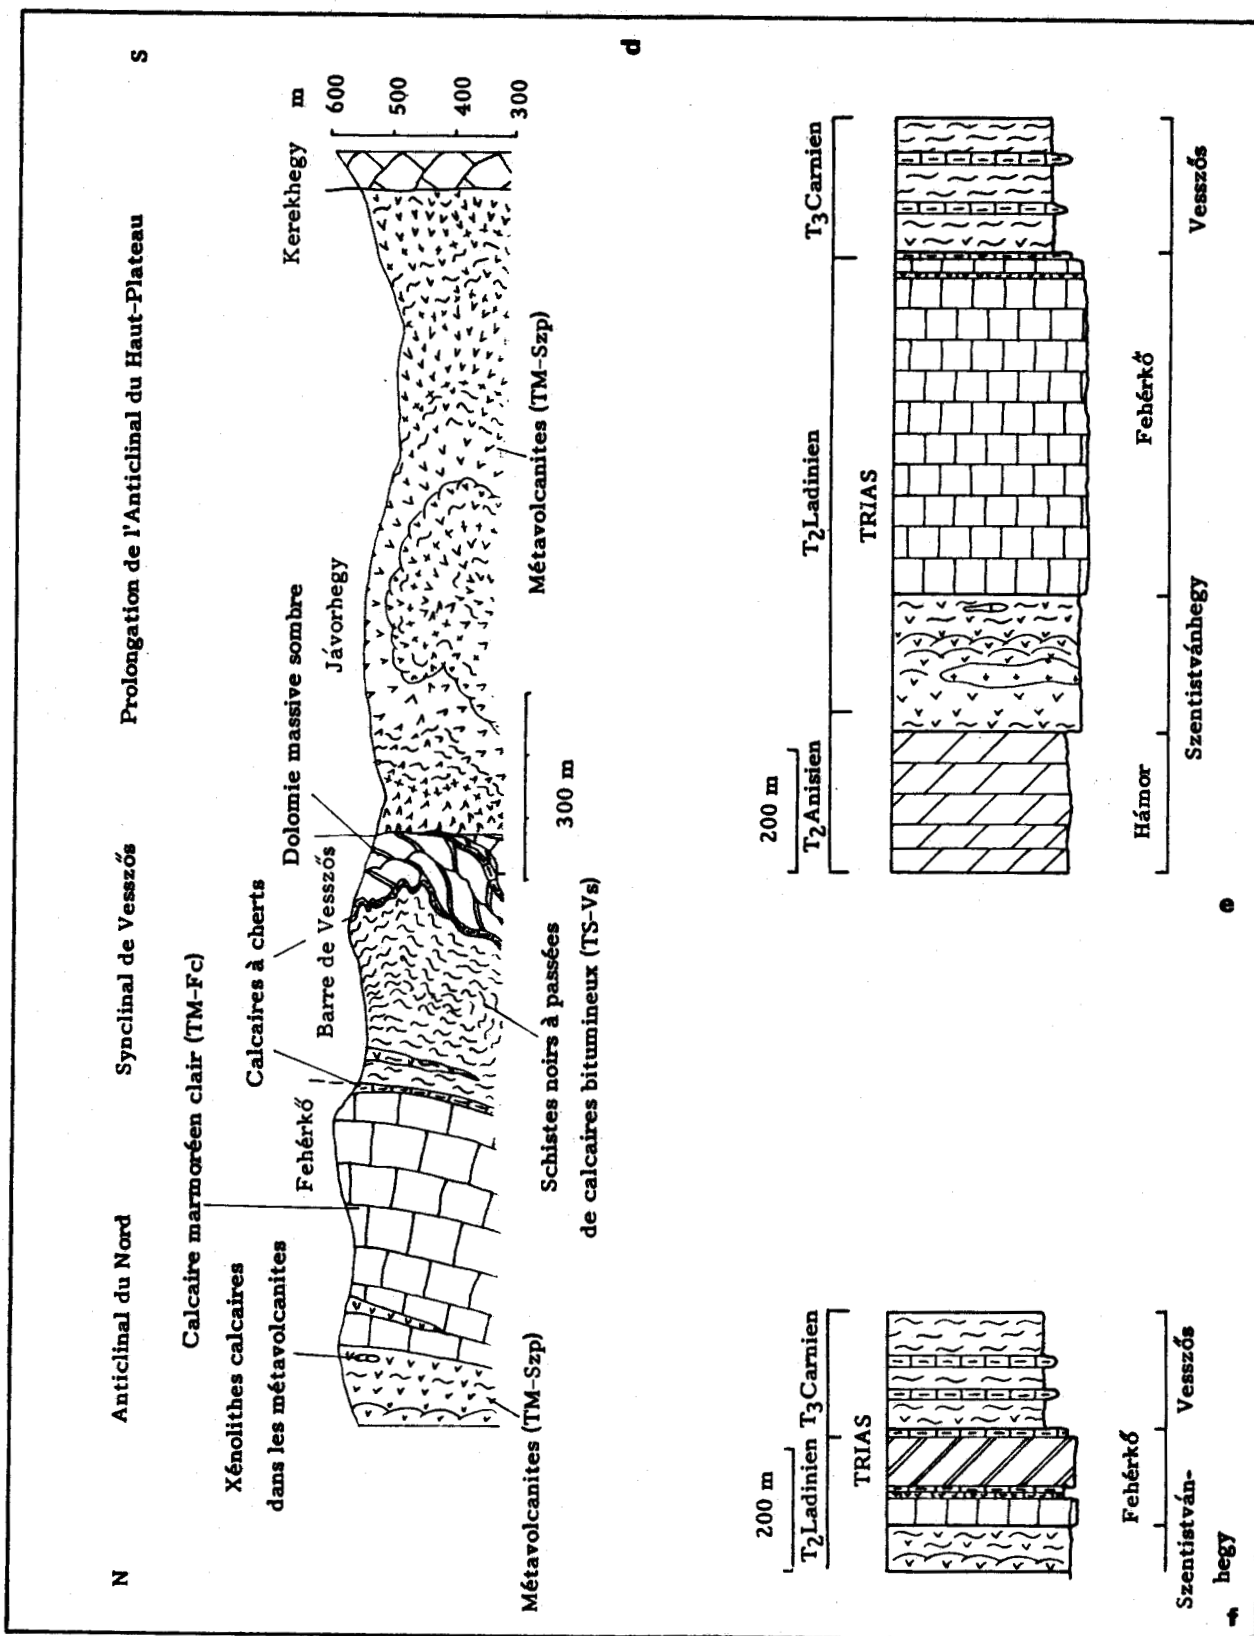 N
S
Anticlinal du Nord
Synclinal de Vesszős
Prolongation de l'Anticlinal du Haut-Plateau
Calcaire marmoréen clair (TM-Fc)
Xénolithes calcaires
dans les métavolcanites
Calcaires à cherts
Dolomie massive sombre
Fehérkő
Barre de Vesszős
Jávorhegy
Kerekhegy
m
600
500
400
300
Métavolcanites (TM-Szp)
Schistes noirs à passées
de calcaires bitumineux (TS-Vs)
300 m
Métavolcanites (TM-Szp)
d
200 m
T2Ladinien
T3Carnien
TRIAS
Fehérkő
Szentistván-
hegy
Vesszős
f
200 m
T2Anisien
T2Ladinien
T3Carnien
TRIAS
Hámor
Fehérkő
Szentistvánhegy
Vesszős
e